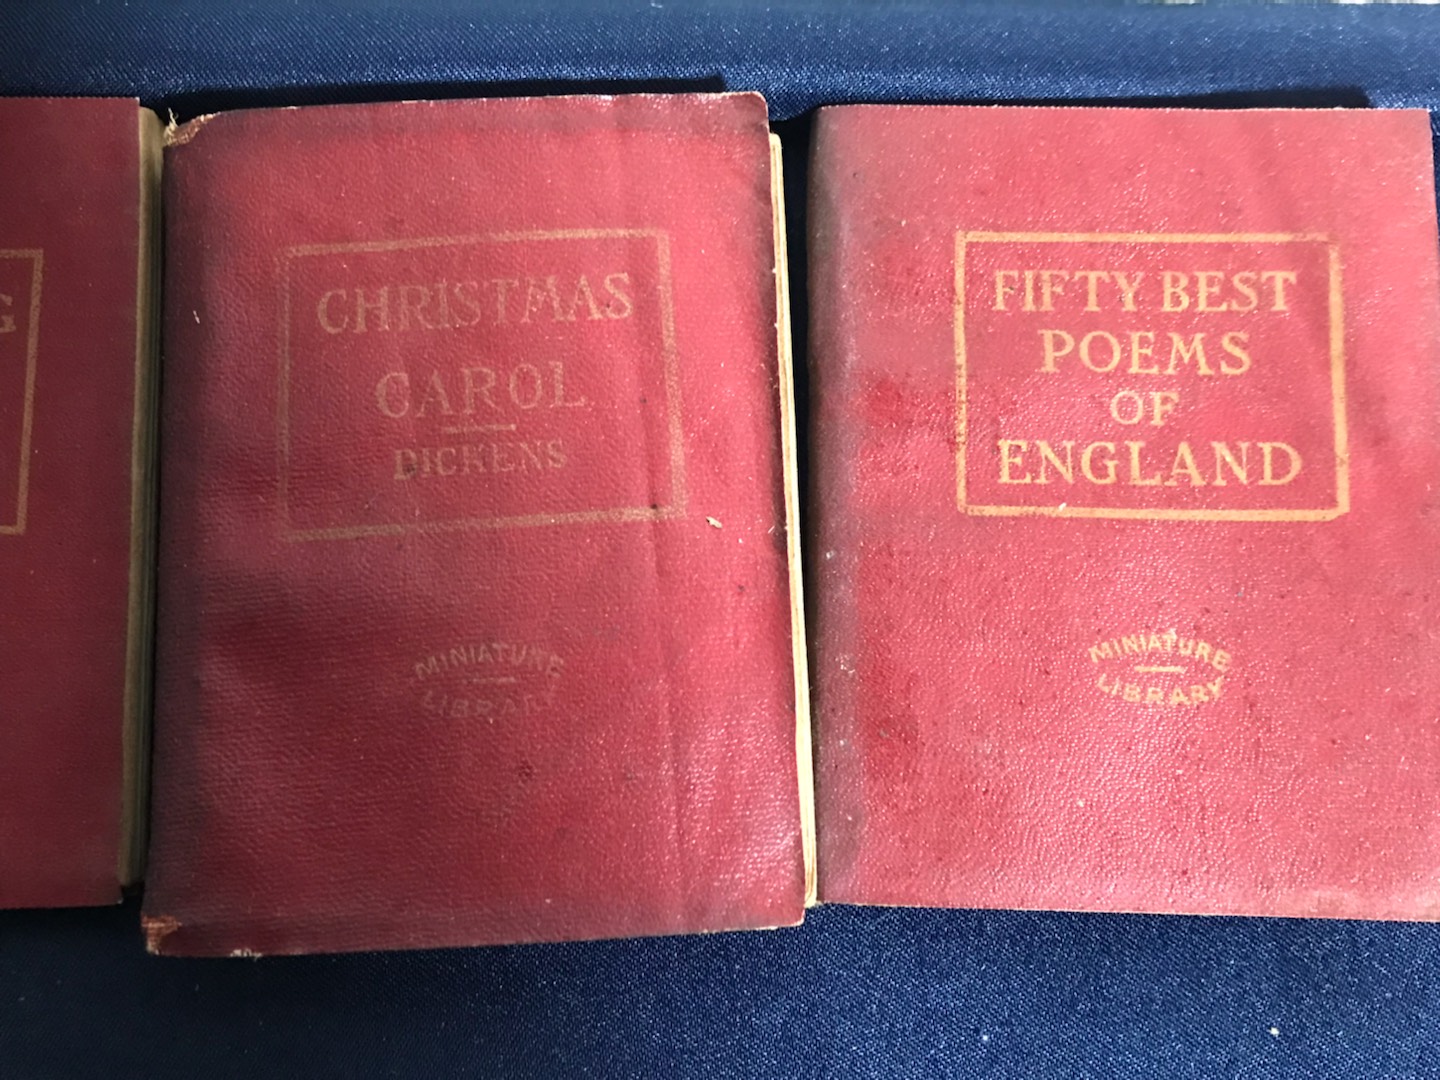 G
CHRISTMAS
CAROL
DICKENS
MINIATURE
LIBRARY
FIFTY BEST
POEMS
OF
ENGLAND
MINIATURE
LIBRARY